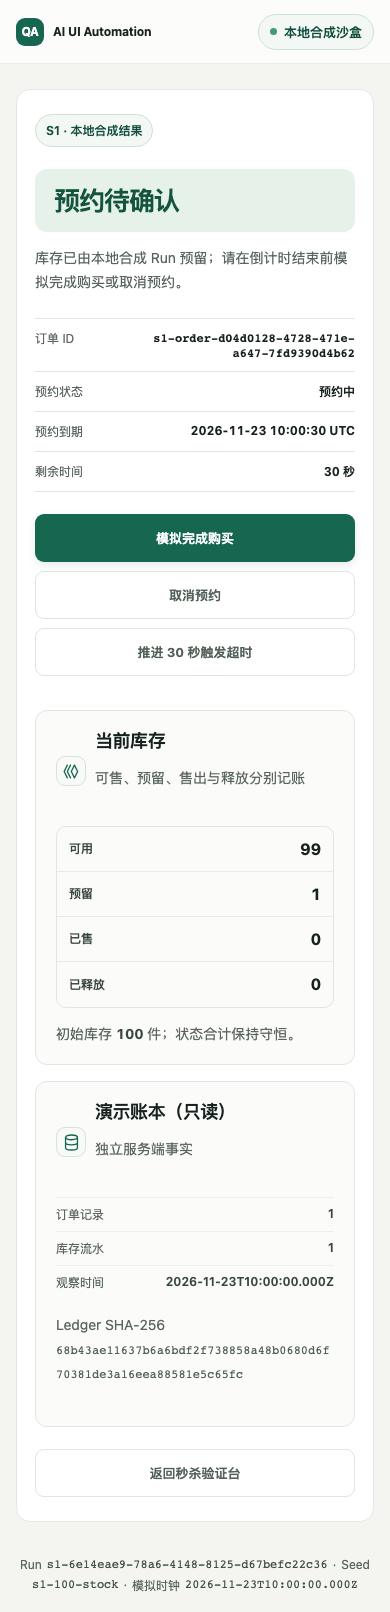 QA AI UI Automation
本地合成沙盒
S1 · 本地合成结果
预约待确认
库存已由本地合成 Run 预留；请在倒计时结束前模
拟完成购买或取消预约。
订单 ID s1-order-d04d0128-4728-471e-
a647-7fd9390d4b62
预约状态 预约中
预约到期 2026-11-23 10:00:30 UTC
剩余时间 30 秒
模拟完成购买
取消预约
推进 30 秒触发超时
当前库存
可售、预留、售出与释放分别记账
可用 99
预留 1
已售 0
已释放 0
初始库存 100 件；状态合计保持守恒。
演示账本（只读）
独立服务端事实
订单记录 1
库存流水 1
观察时间 2026-11-23T10:00:00.000Z
Ledger SHA-256
68b43ae11637b6a6bdf2f738858a48b0680d6f
70381de3a16eea88581e5c65fc
返回秒杀验证台
Run s1-6e14eae9-78a6-4148-8125-d67befc22c36 · Seed
s1-100-stock · 模拟时钟 2026-11-23T10:00:00.000Z